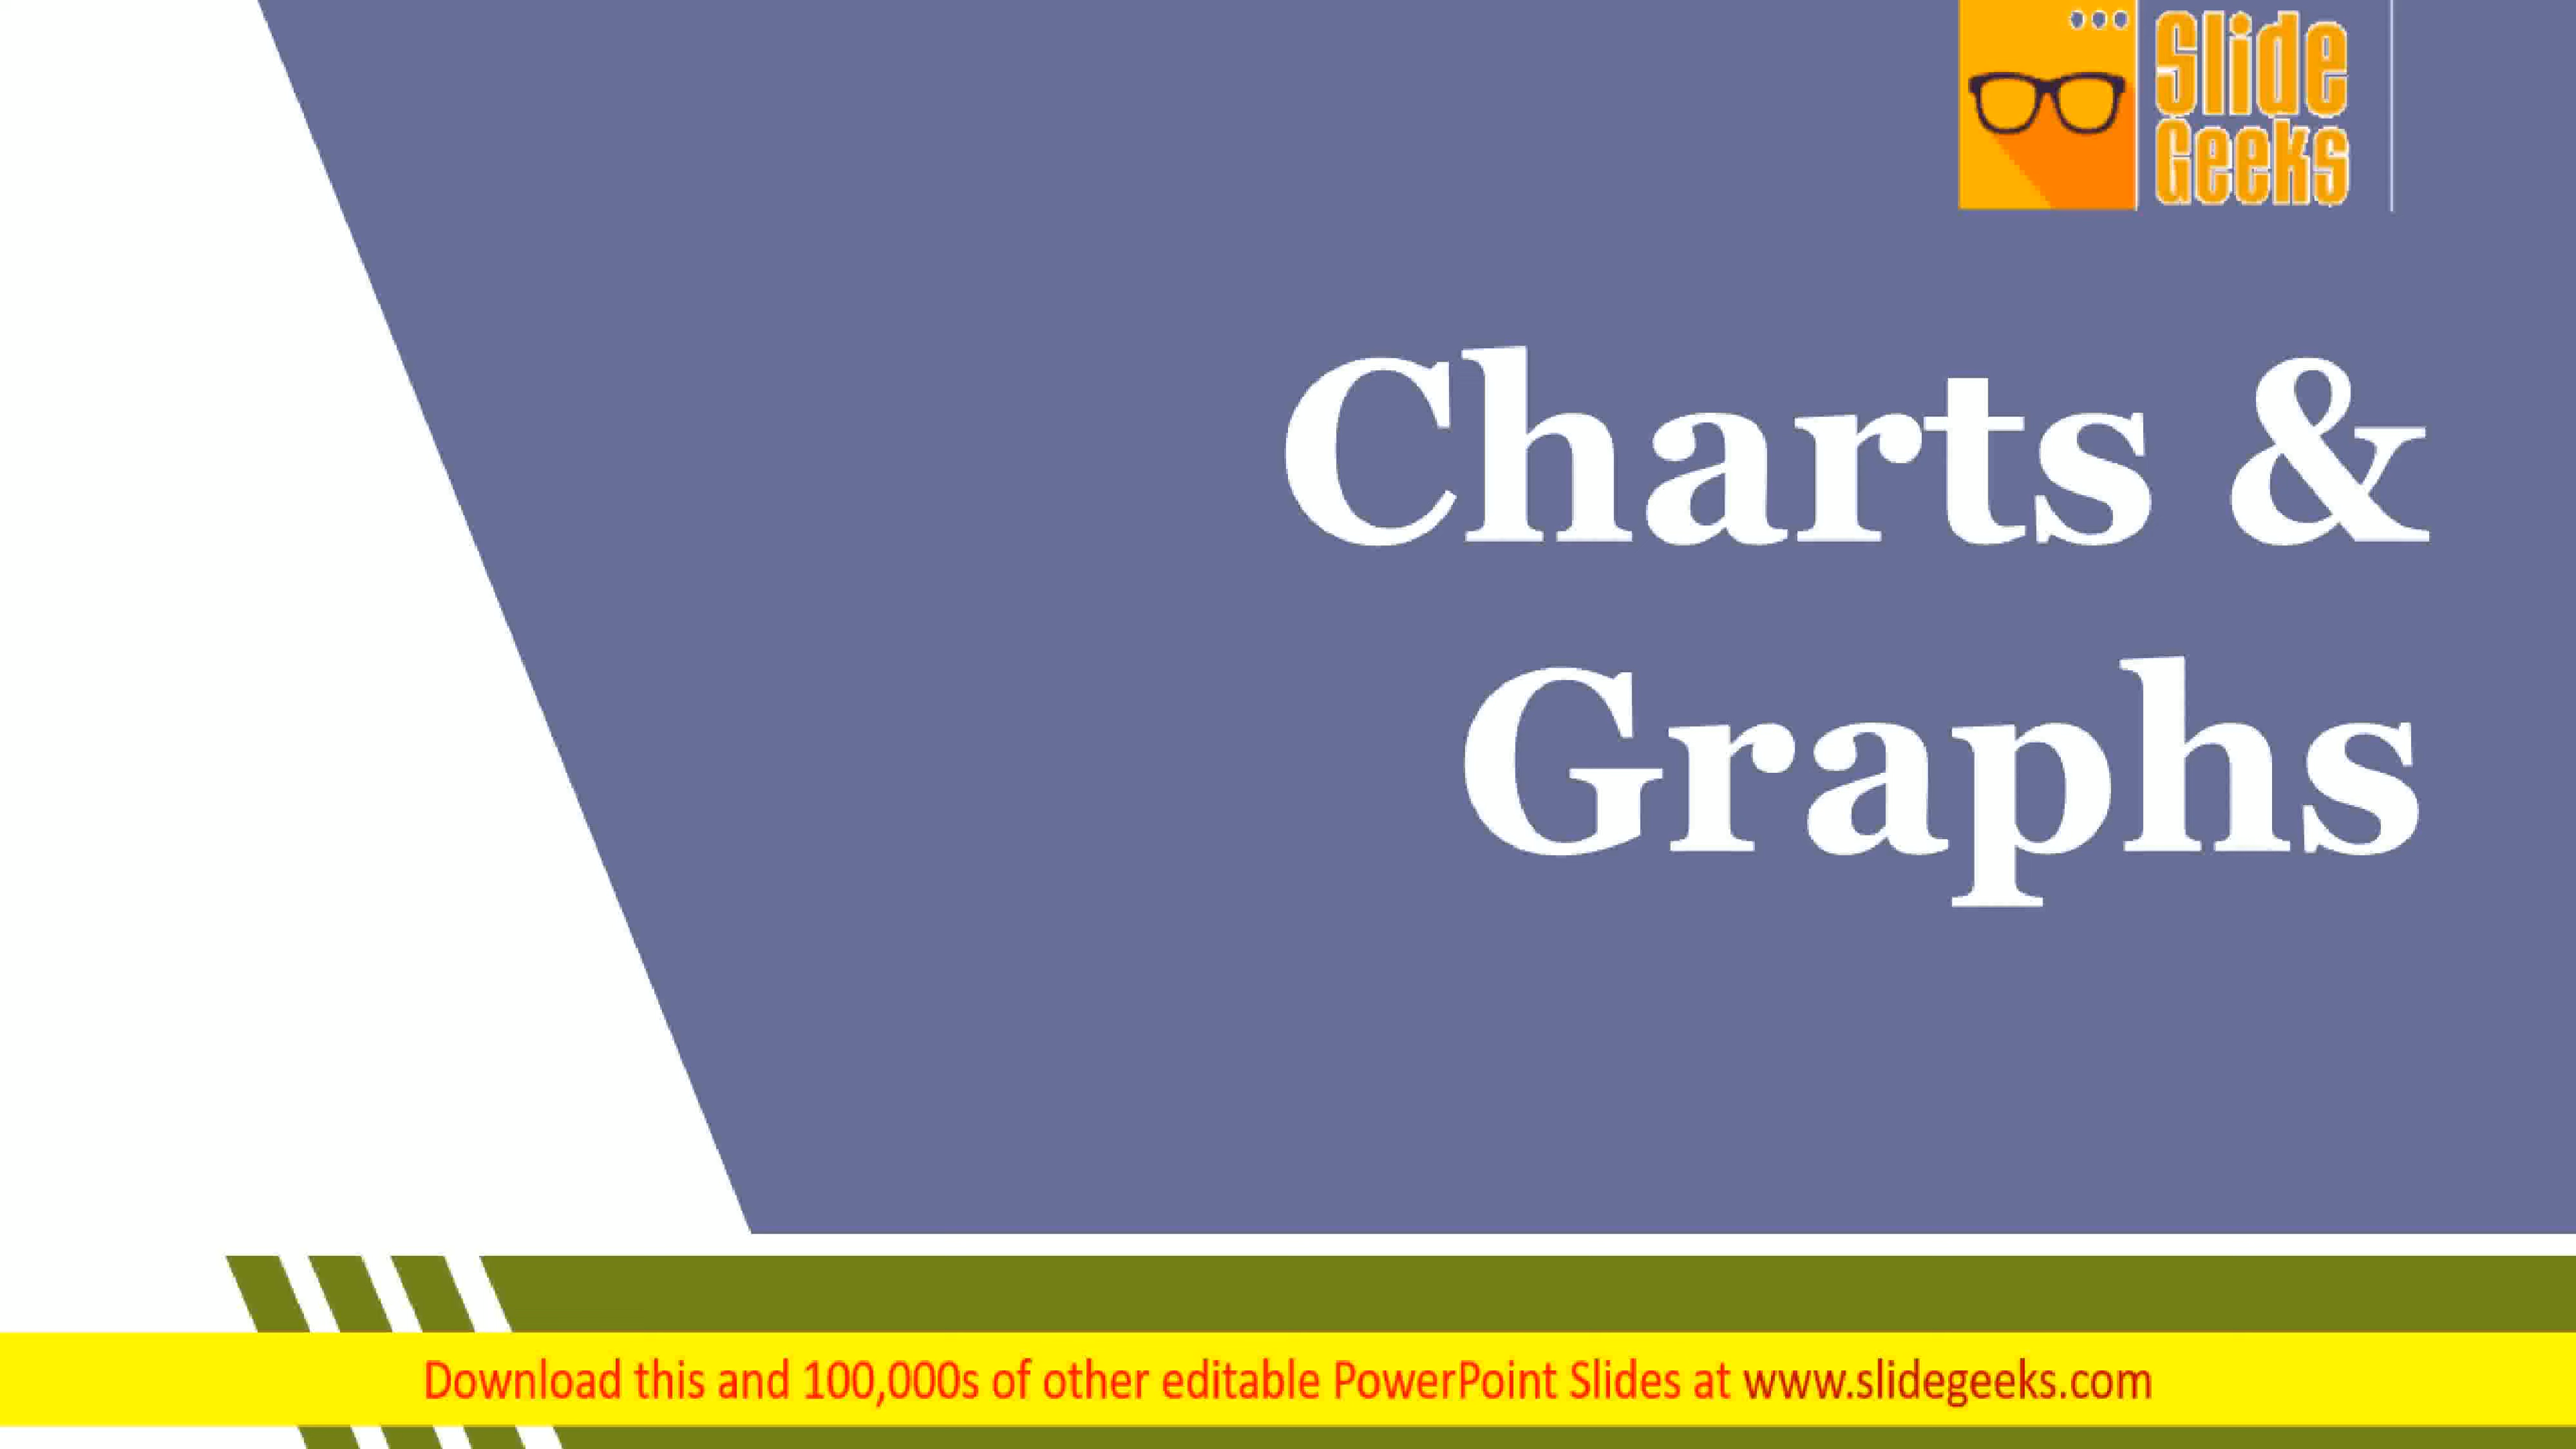 Slide
Geeks
Charts &
Graphs
Download this and 100,000s of other editable PowerPoint Slides at www.slidegeeks.com